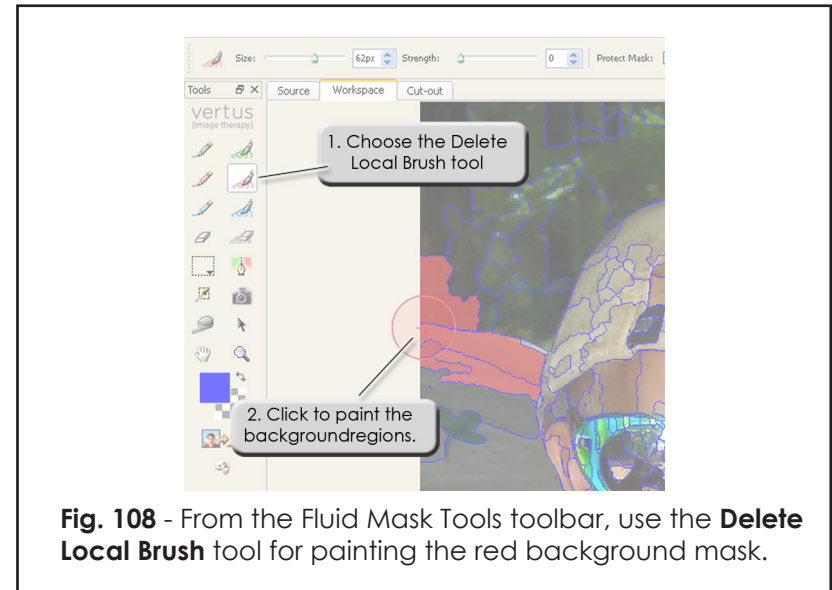 Size:
62px
Strength:
0
Protect Mask:
Tools
Source
Workspace
Cut-out
vertus
[image therapy]
1. Choose the Delete
Local Brush tool
2. Click to paint the
backgroundregions.
Fig. 108 - From the Fluid Mask Tools toolbar, use the Delete
Local Brush tool for painting the red background mask.